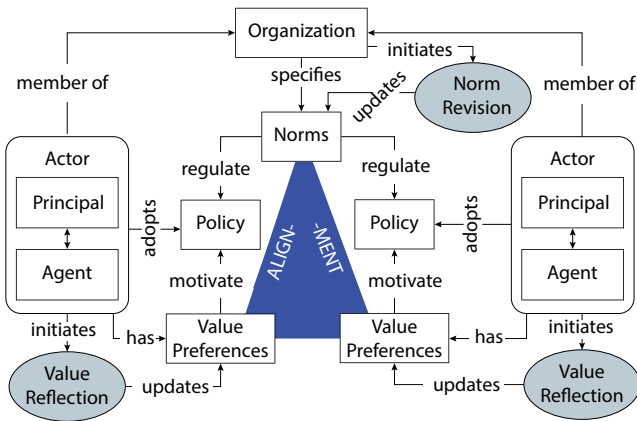 Organization
initiates
member of
specifies
member of
Norm
Revision
updates
Norms
Actor
Actor
regulate
regulate
Principal
Principal
Policy
Policy
adopts
adopts
ALIGN-
-MENT
Agent
Agent
motivate
motivate
initiates
has
Value
Preferences
Value
Preferences
has
initiates
Value
Reflection
updates
updates
Value
Reflection